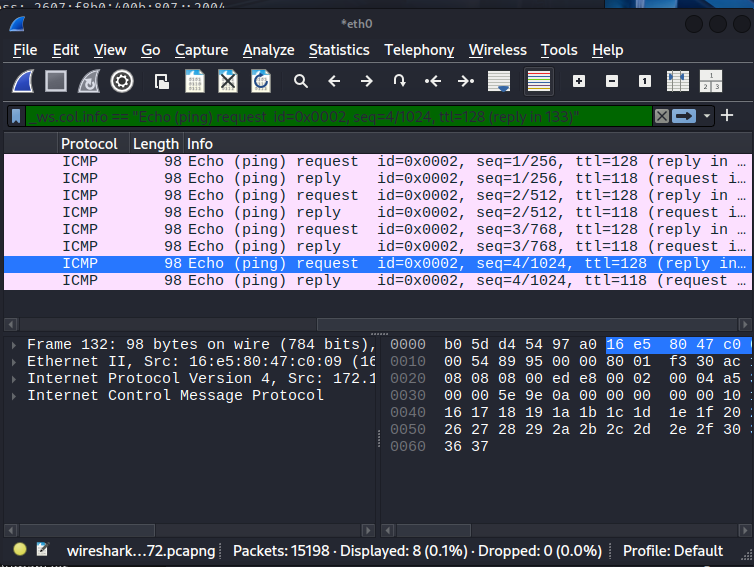 ess: 2607:f8b0:400b:807::2004
*eth0
File Edit View Go Capture Analyze Statistics Telephony Wireless Tools Help
_ws.col.info == "Echo (ping) request id=0x0002, seq=4/1024, ttl=128 (reply in 133)"
Protocol Length Info
ICMP 98 Echo (ping) request id=0x0002, seq=1/256, ttl=128 (reply in …
ICMP 98 Echo (ping) reply id=0x0002, seq=1/256, ttl=118 (request i…
ICMP 98 Echo (ping) request id=0x0002, seq=2/512, ttl=128 (reply in …
ICMP 98 Echo (ping) reply id=0x0002, seq=2/512, ttl=118 (request i…
ICMP 98 Echo (ping) request id=0x0002, seq=3/768, ttl=128 (reply in …
ICMP 98 Echo (ping) reply id=0x0002, seq=3/768, ttl=118 (request i…
ICMP 98 Echo (ping) request id=0x0002, seq=4/1024, ttl=128 (reply in…
ICMP 98 Echo (ping) reply id=0x0002, seq=4/1024, ttl=118 (request …
Frame 132: 98 bytes on wire (784 bits),
Ethernet II, Src: 16:e5:80:47:c0:09 (16
Internet Protocol Version 4, Src: 172.1
Internet Control Message Protocol
0000 b0 5d d4 54 97 a0 16 e5 80 47 c0
0010 00 54 89 95 00 00 80 01 f3 30 ac
0020 08 08 08 00 ed e8 00 02 00 04 a5
0030 00 00 5e 9e 0a 00 00 00 00 00 10
0040 16 17 18 19 1a 1b 1c 1d 1e 1f 20
0050 26 27 28 29 2a 2b 2c 2d 2e 2f 30
0060 36 37
wireshark…72.pcapng Packets: 15198 · Displayed: 8 (0.1%) · Dropped: 0 (0.0%) Profile: Default